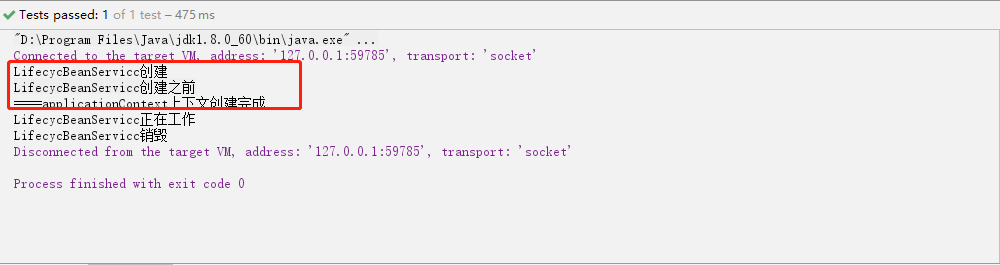 Tests passed: 1 of 1 test – 475 ms
"D:\Program Files\Java\jdk1.8.0_60\bin\java.exe" ...
Connected to the target VM, address: '127.0.0.1:59785', transport: 'socket'
LifecycBeanServicc创建
LifecycBeanServicc创建之前
====applicationContext上下文创建完成
LifecycBeanServicc正在工作
LifecycBeanServicc销毁
Disconnected from the target VM, address: '127.0.0.1:59785', transport: 'socket'
Process finished with exit code 0